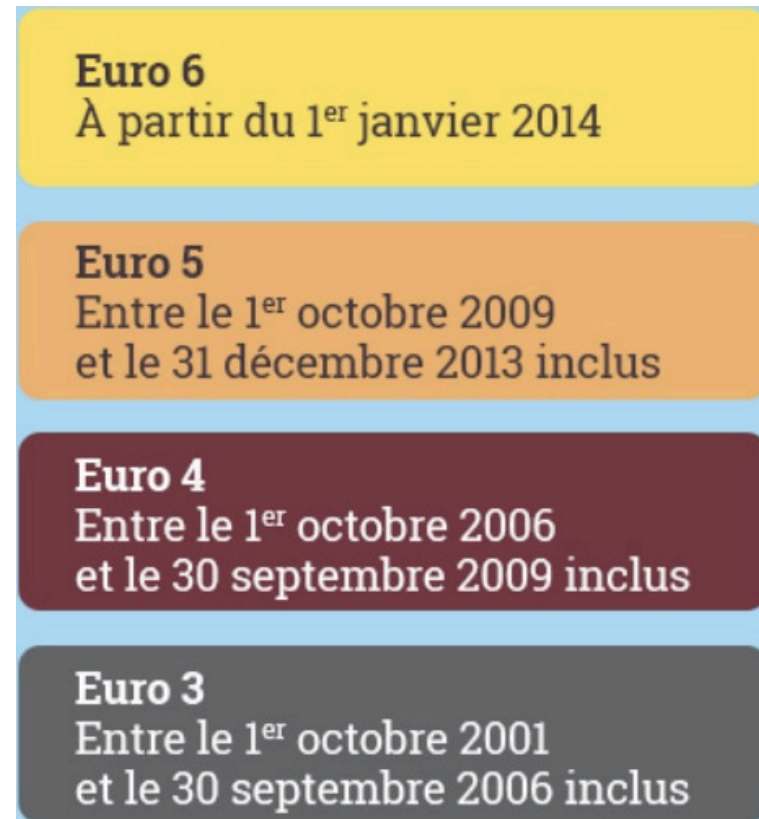 Euro 6
À partir du 1er janvier 2014
Euro 5
Entre le 1er octobre 2009
et le 31 décembre 2013 inclus
Euro 4
Entre le 1er octobre 2006
et le 30 septembre 2009 inclus
Euro 3
Entre le 1er octobre 2001
et le 30 septembre 2006 inclus